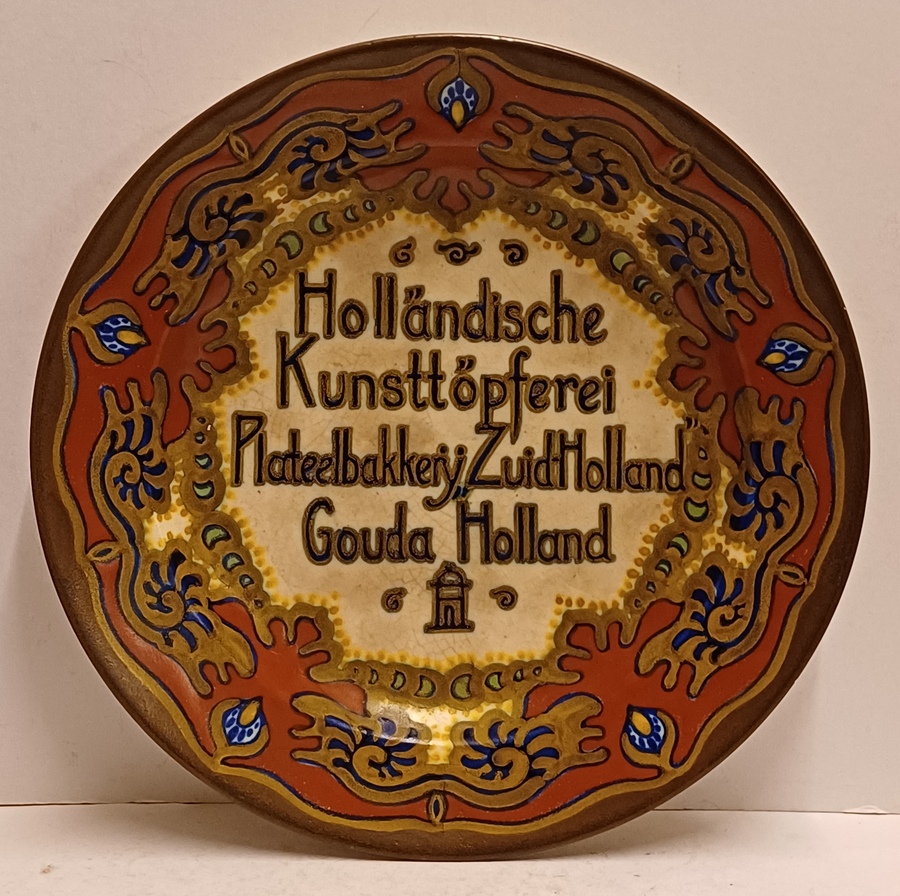 Holländische
Kunsttöpferei
Plateelbakkerij „Zuid Holland”
Gouda Holland